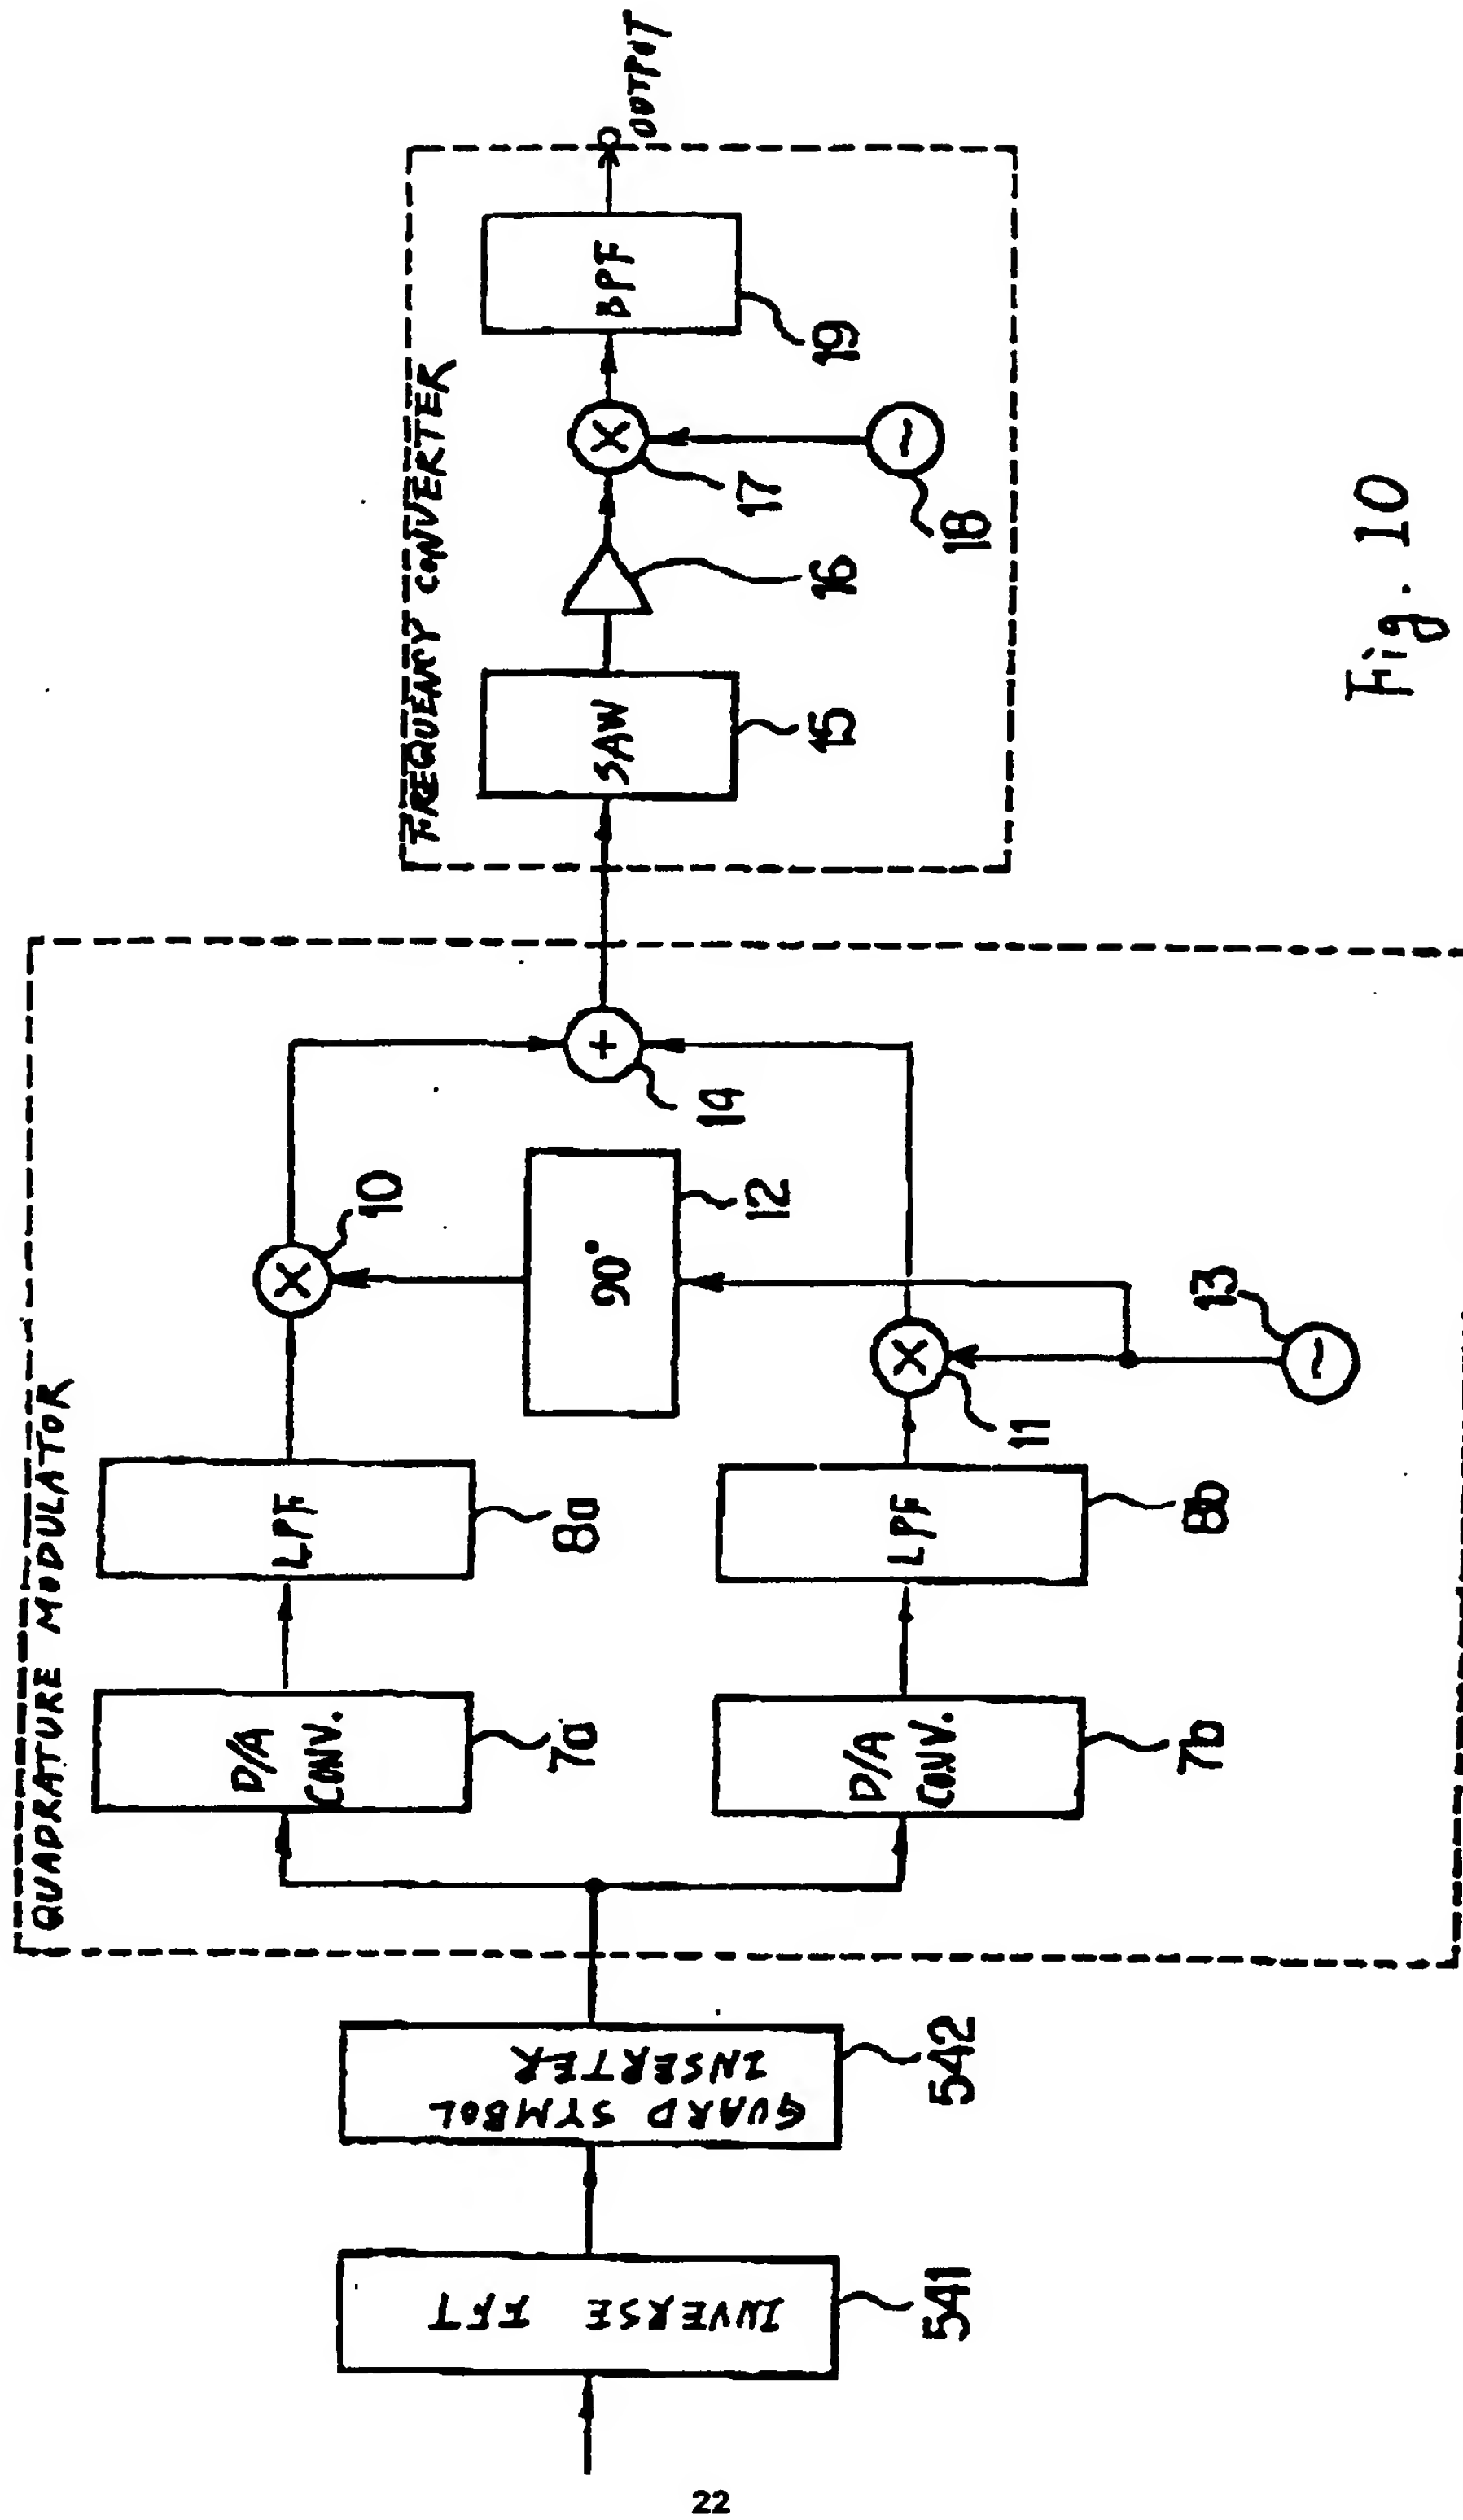 INVERSE FFT
541
GUARD SYMBOL
INSERTER
542
QUADRATURE MODULATOR
D/A
CONV.
7a
LPF
8a
×
10
90°
12
D/A
CONV.
7b
LPF
8b
×
11
~
13
+
14
FREQUENCY CONVERTER
SAW
15
16
×
17
~
18
BPF
19
OUTPUT
Fig. 10
22